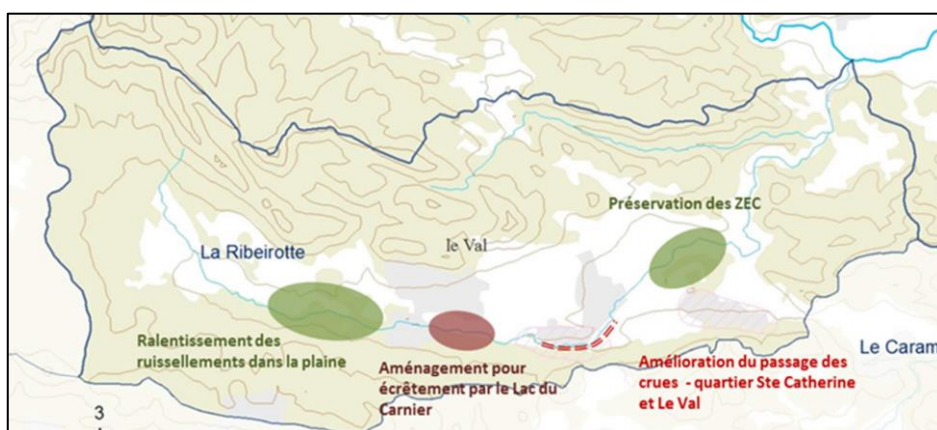 Préservation des ZEC
le Val
La Ribeirotte
Ralentissement des
ruissellements dans la plaine
Aménagement pour
écrêtement par le Lac du
Carnier
Amélioration du passage des
crues - quartier Ste Catherine
et Le Val
Le Caram
3